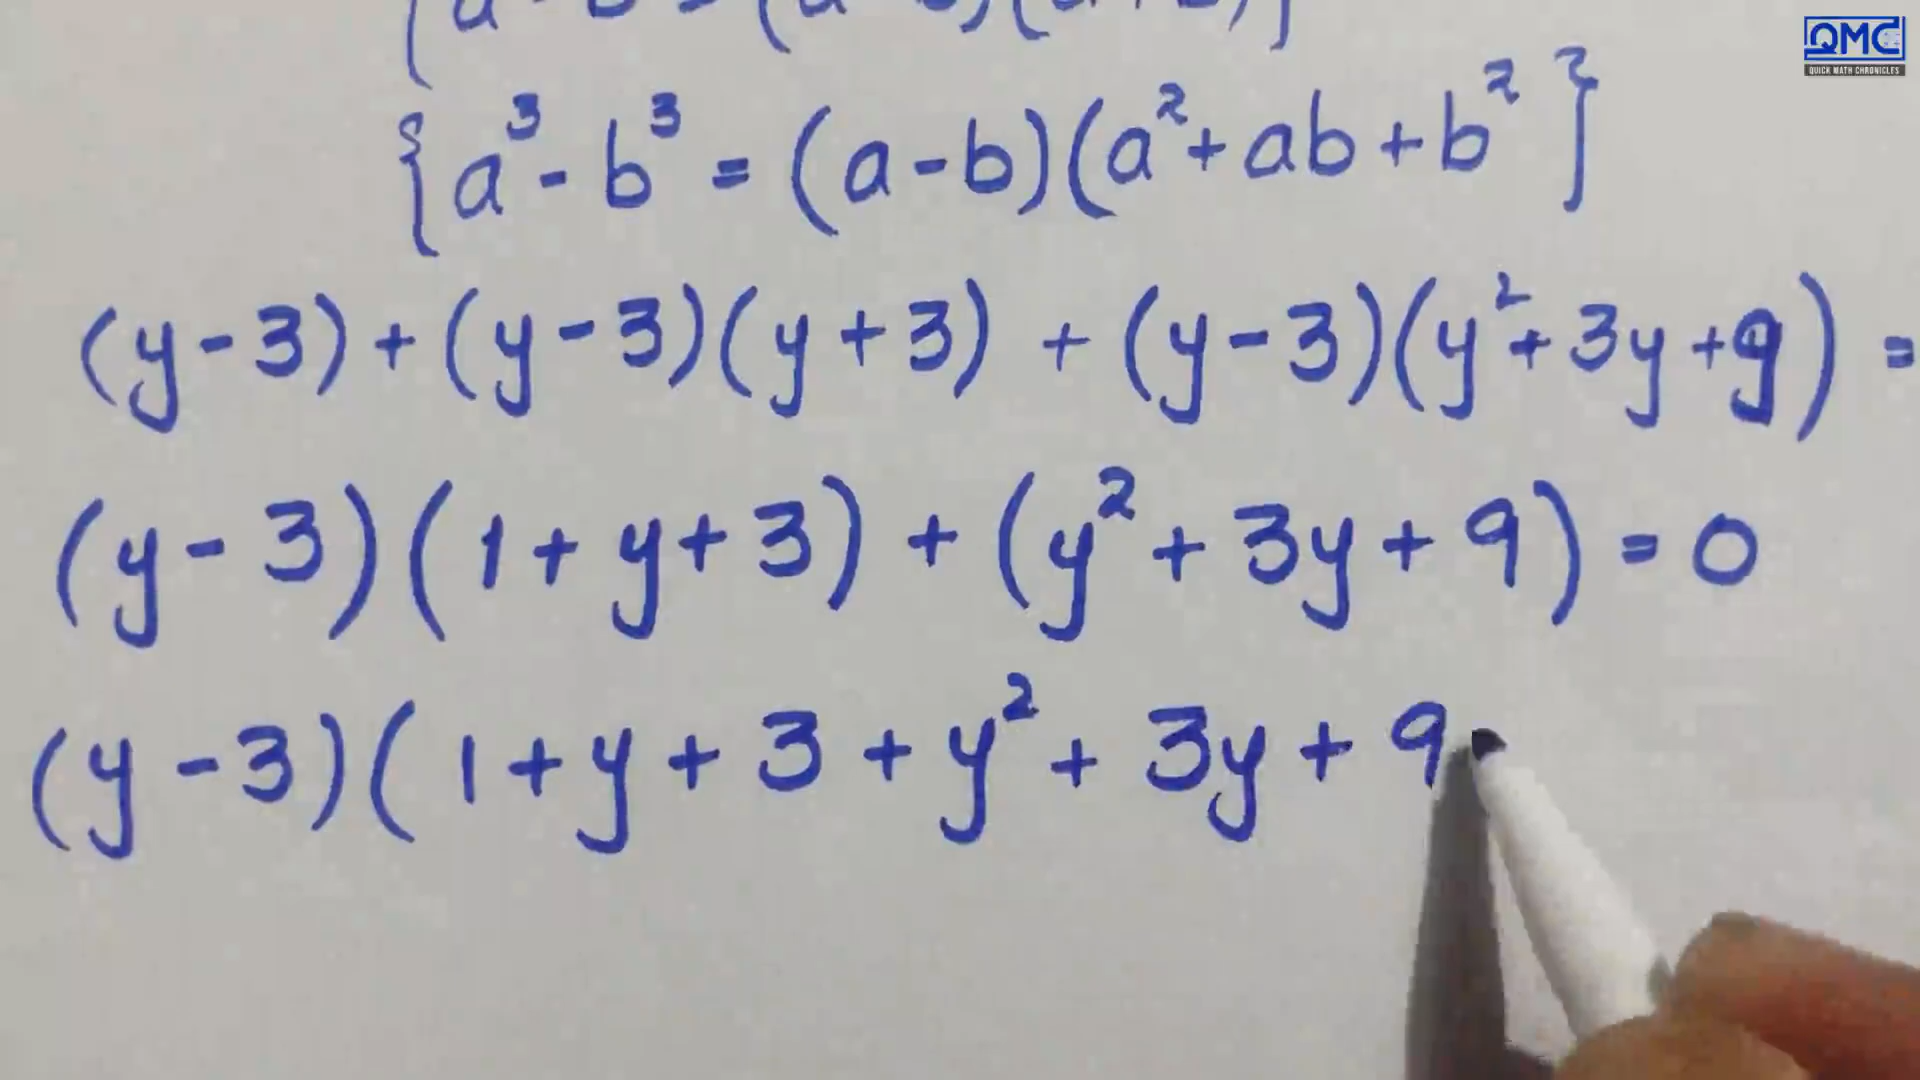 QMC
QUICK MATH CHRONICLES
{a³ - b³ = (a - b)(a² + ab + b²}
(y - 3) + (y - 3)(y + 3) + (y - 3)(y² + 3y + 9) =
(y - 3)(1 + y + 3) + (y² + 3y + 9) = 0
(y - 3)(1 + y + 3 + y² + 3y + 9